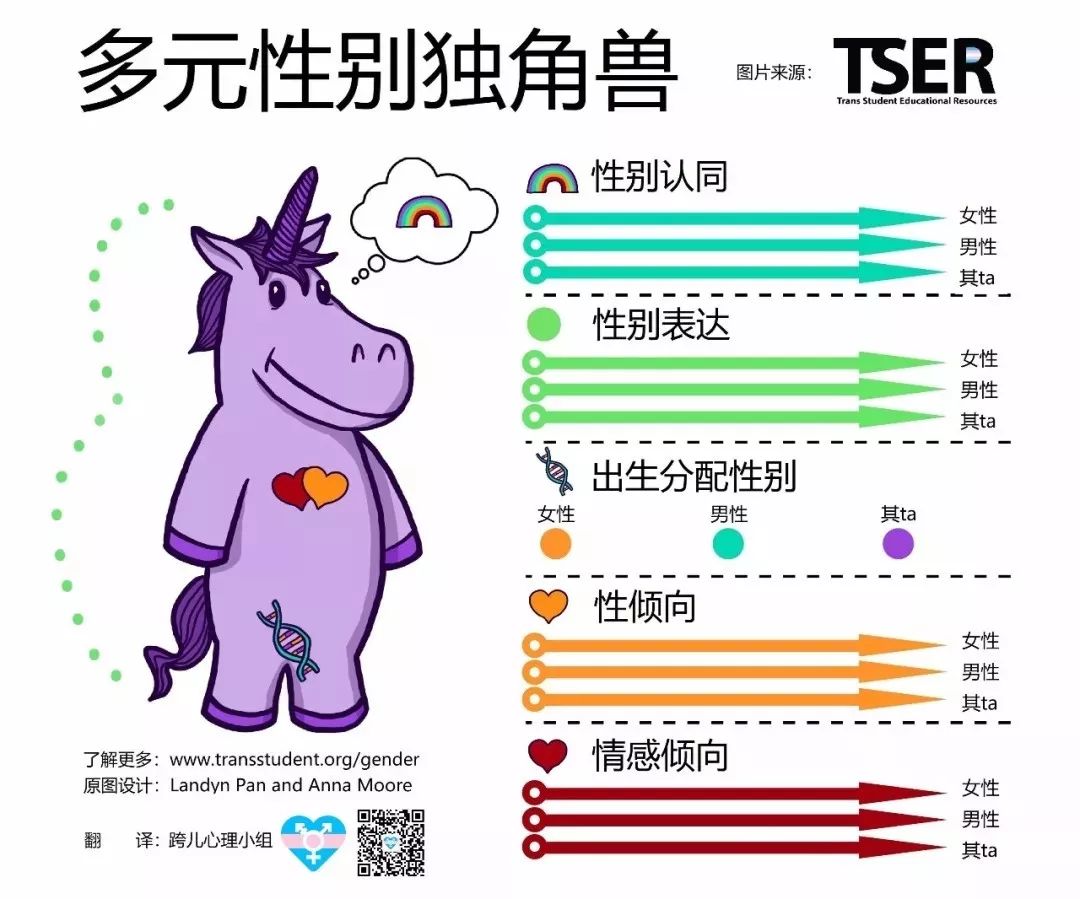 多元性别独角兽
图片来源：
TSER
Trans Student Educational Resources
性别认同
女性
男性
其ta
性别表达
女性
男性
其ta
出生分配性别
女性 男性 其ta
性倾向
女性
男性
其ta
情感倾向
女性
男性
其ta
了解更多：www.transstudent.org/gender
原图设计：Landyn Pan and Anna Moore
翻 译：跨儿心理小组